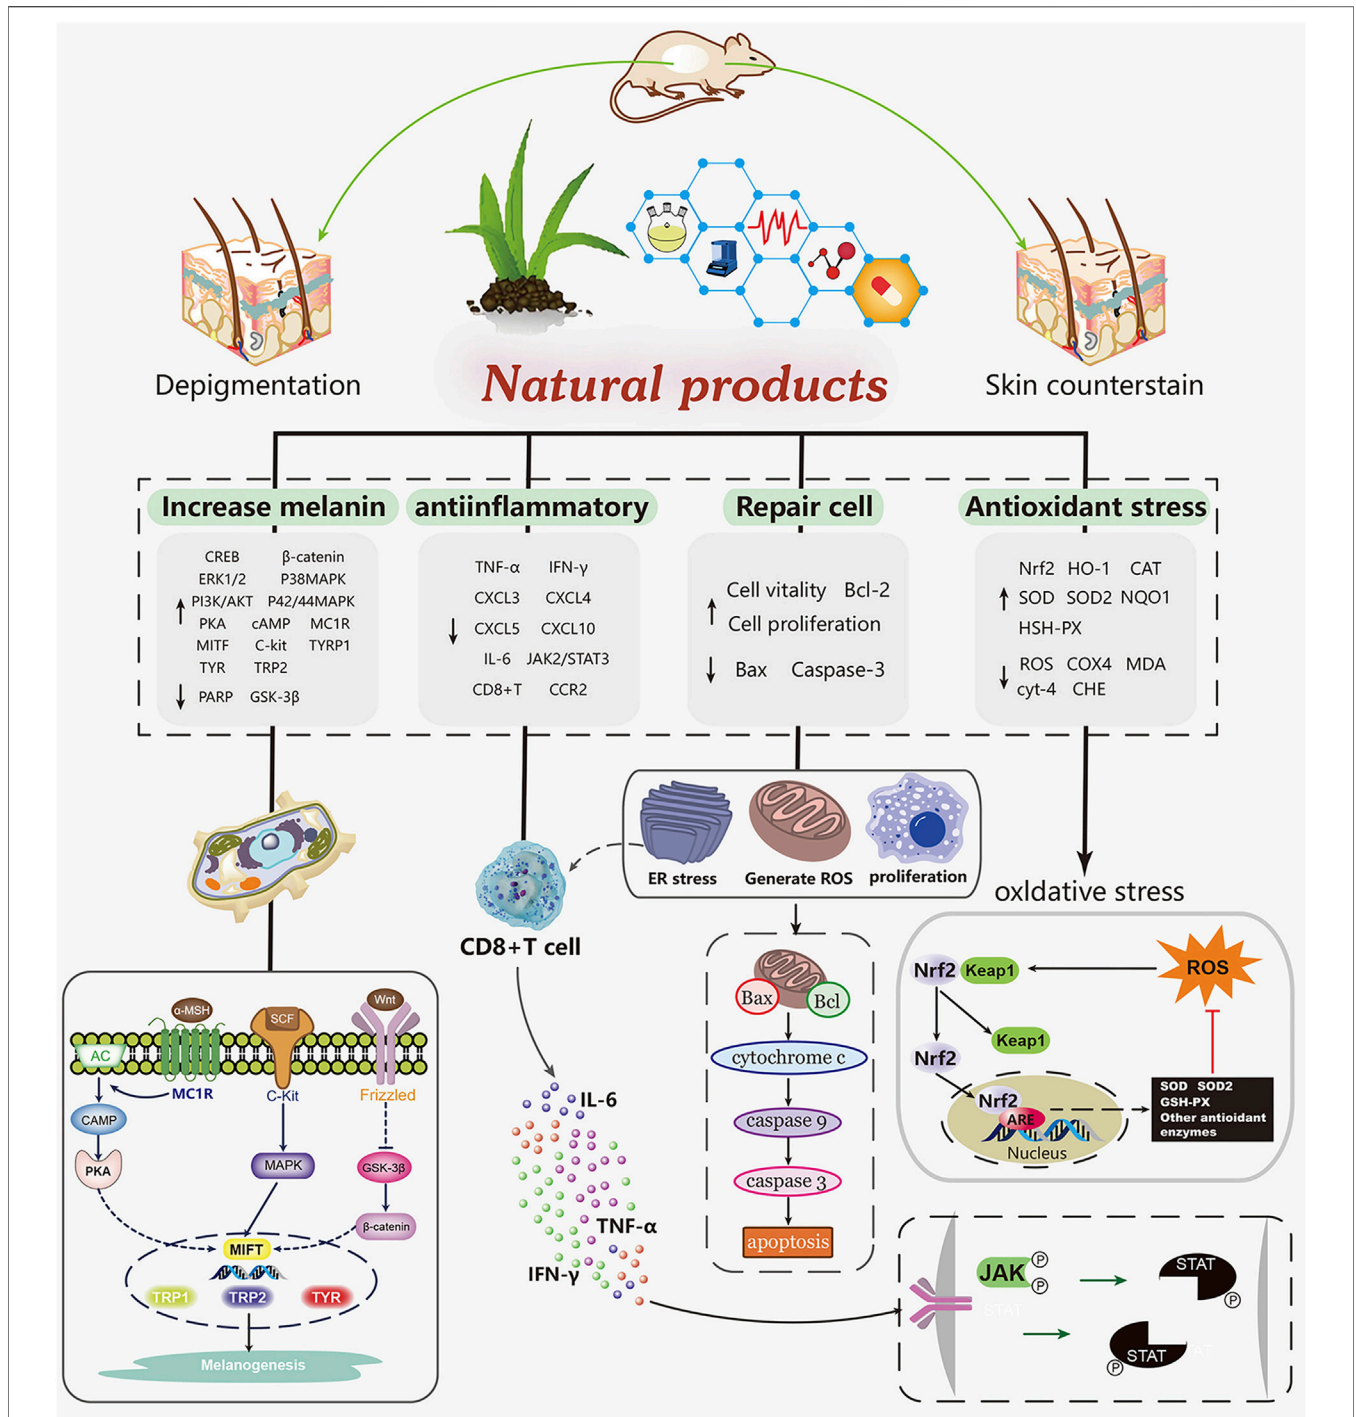 Depigmentation
Natural products
Skin counterstain
Increase melanin
CREB β-catenin
ERK1/2 P38MAPK
PI3K/AKT P42/44MAPK
PKA cAMP MC1R
MITF C-kit TYRP1
TYR TRP2
PARP GSK-3β
antiinflammatory
TNF-α IFN-γ
CXCL3 CXCL4
CXCL5 CXCL10
IL-6 JAK2/STAT3
CD8+T CCR2
Repair cell
Cell vitality Bcl-2
Cell proliferation
Bax Caspase-3
Antioxidant stress
Nrf2 HO-1 CAT
SOD SOD2 NQO1
HSH-PX
ROS COX4 MDA
cyt-4 CHE
α-MSH
SCF
Wnt
AC
MC1R
C-Kit
Frizzled
CAMP
PKA
MAPK
GSK-3β
β-catenin
MIFT
TRP1
TRP2
TYR
Melanogenesis
CD8+T cell
IL-6
TNF-α
IFN-γ
ER stress
Generate ROS
proliferation
Bax
Bcl
cytochrome c
caspase 9
caspase 3
apoptosis
oxIdative stress
Nrf2
Keap1
ROS
Keap1
Nrf2
Nrf2
ARE
Nucleus
SOD SOD2
GSH-PX
Other antioidant
enzymes
JAK
P
P
STAT
STAT
P
STAT
P
TAT